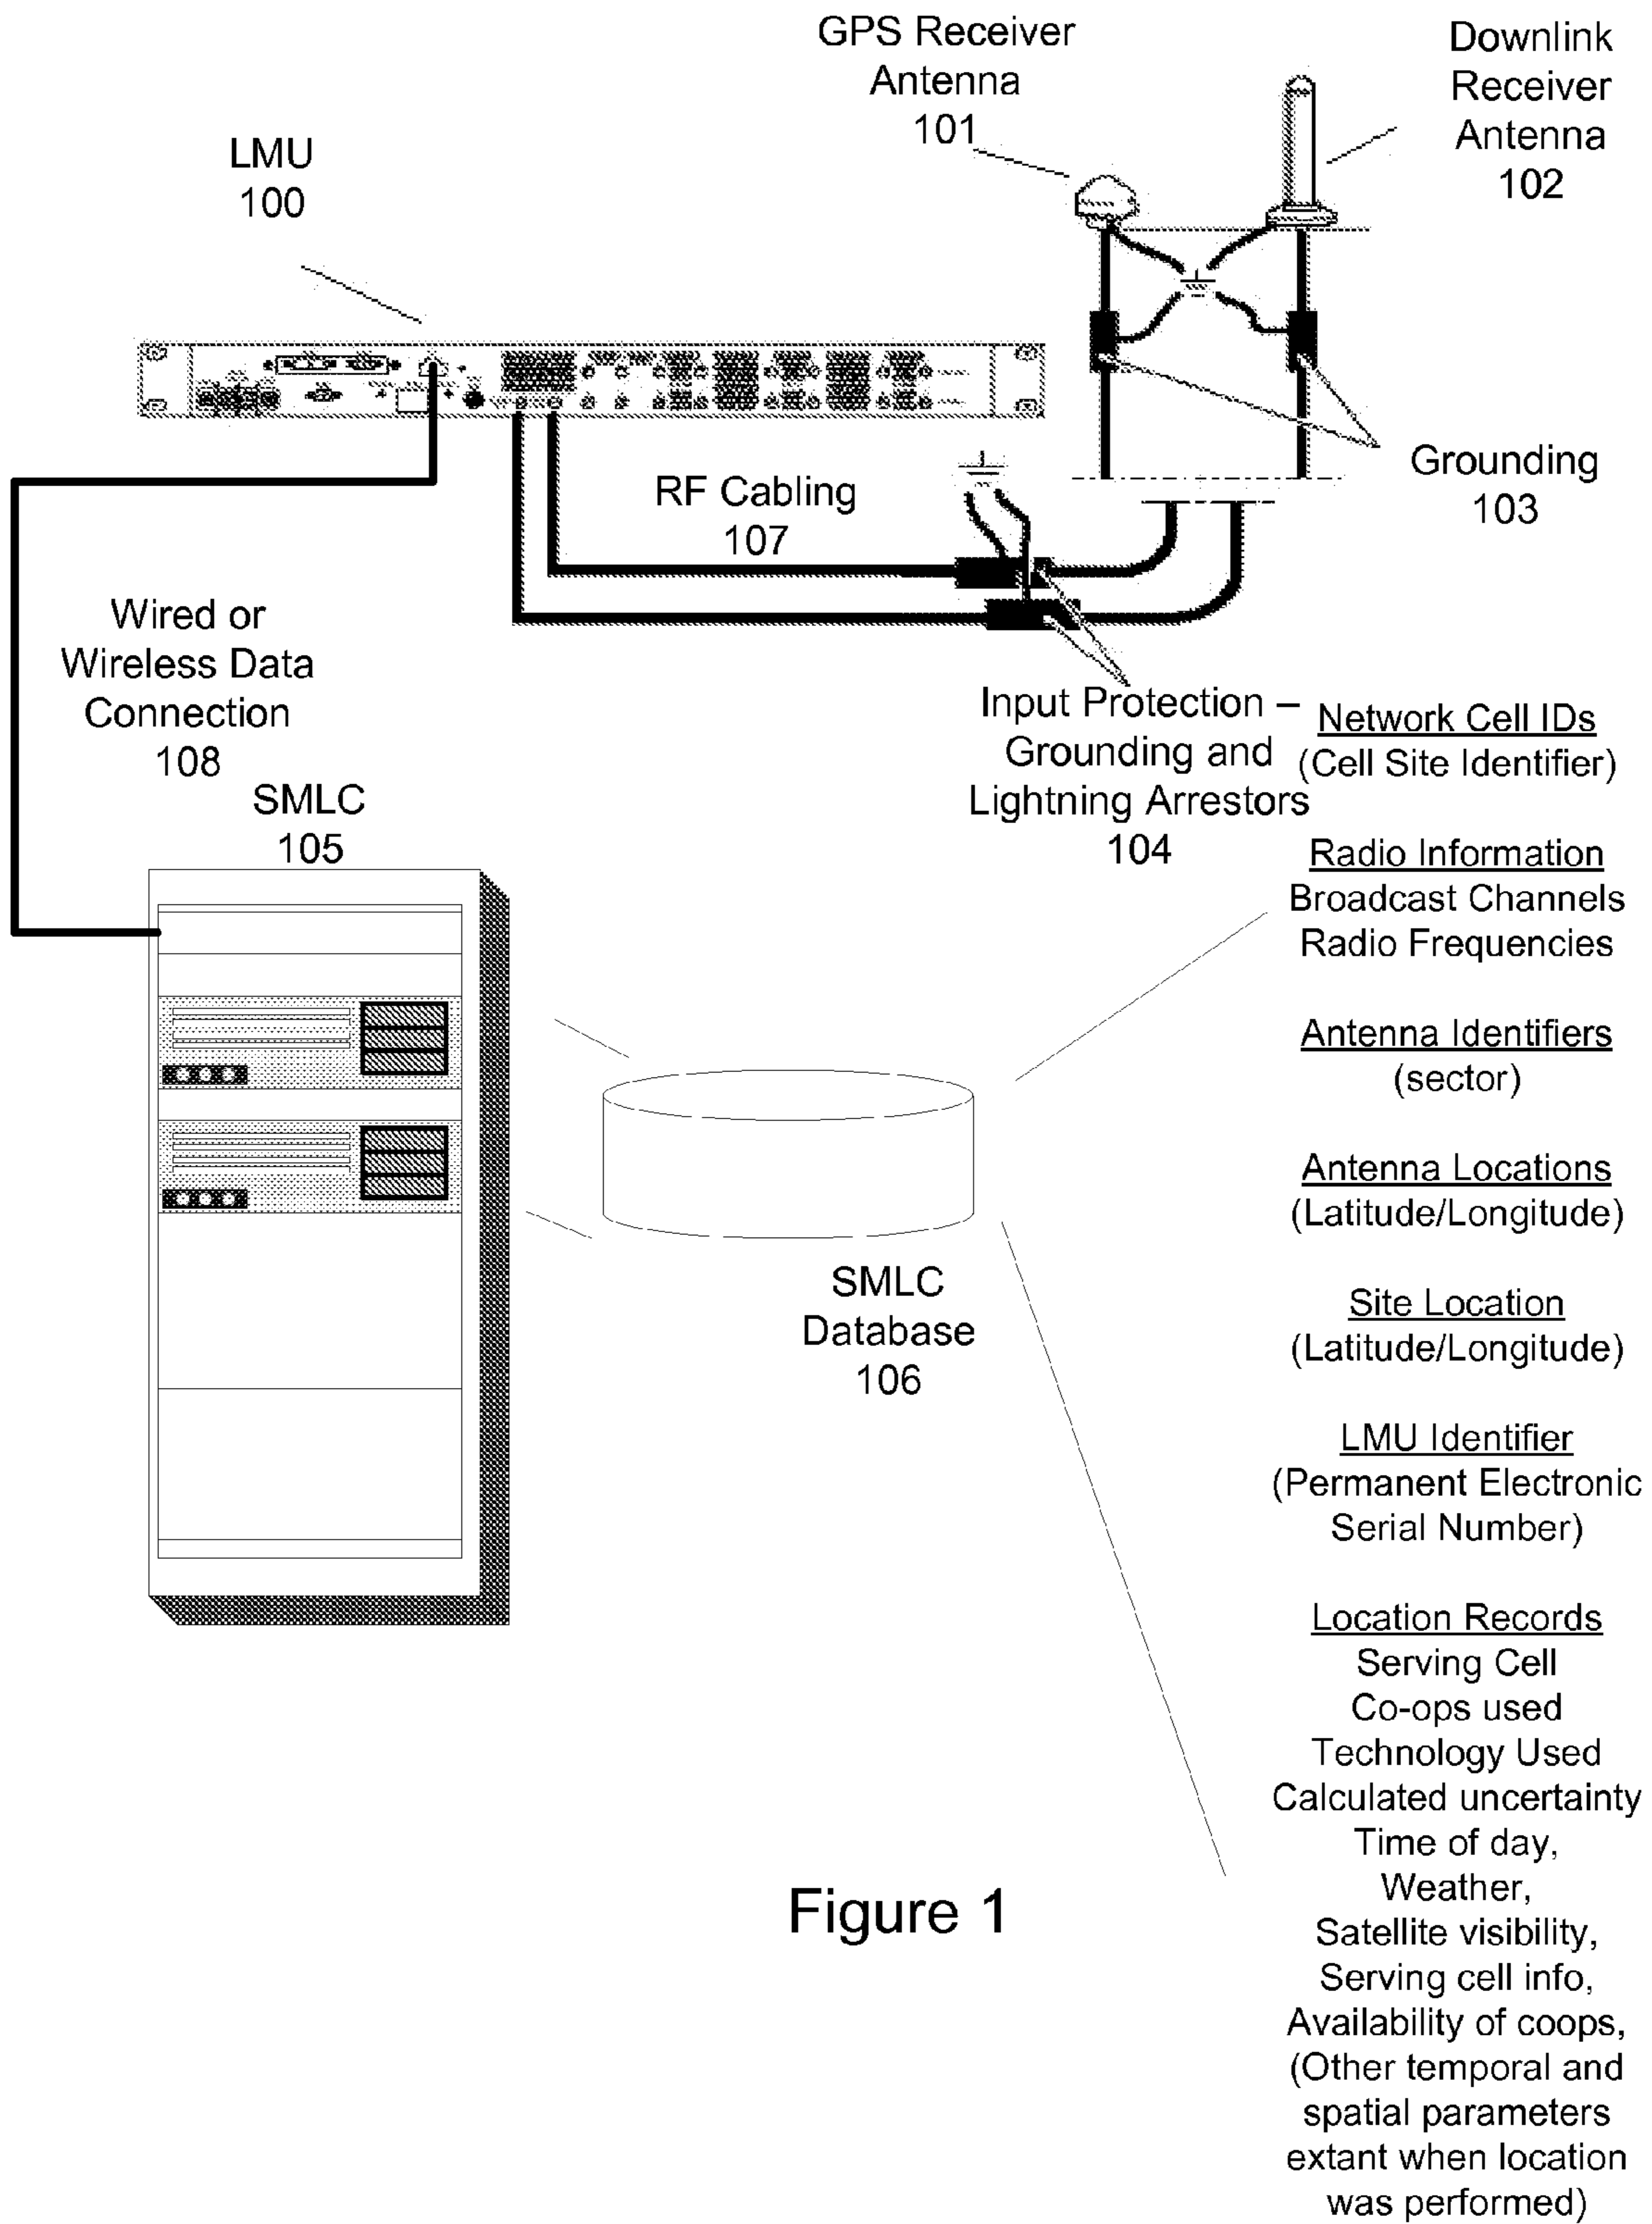 GPS Receiver
Antenna
101
Downlink
Receiver
Antenna
102
LMU
100
Grounding
103
RF Cabling
107
Wired or
Wireless Data
Connection
108
Input Protection –
Grounding and
Lightning Arrestors
104
SMLC
105
SMLC
Database
106
Network Cell IDs
(Cell Site Identifier)
Radio Information
Broadcast Channels
Radio Frequencies
Antenna Identifiers
(sector)
Antenna Locations
(Latitude/Longitude)
Site Location
(Latitude/Longitude)
LMU Identifier
(Permanent Electronic
Serial Number)
Location Records
Serving Cell
Co-ops used
Technology Used
Calculated uncertainty
Time of day,
Weather,
Satellite visibility,
Serving cell info,
Availability of coops,
(Other temporal and
spatial parameters
extant when location
was performed)
Figure 1